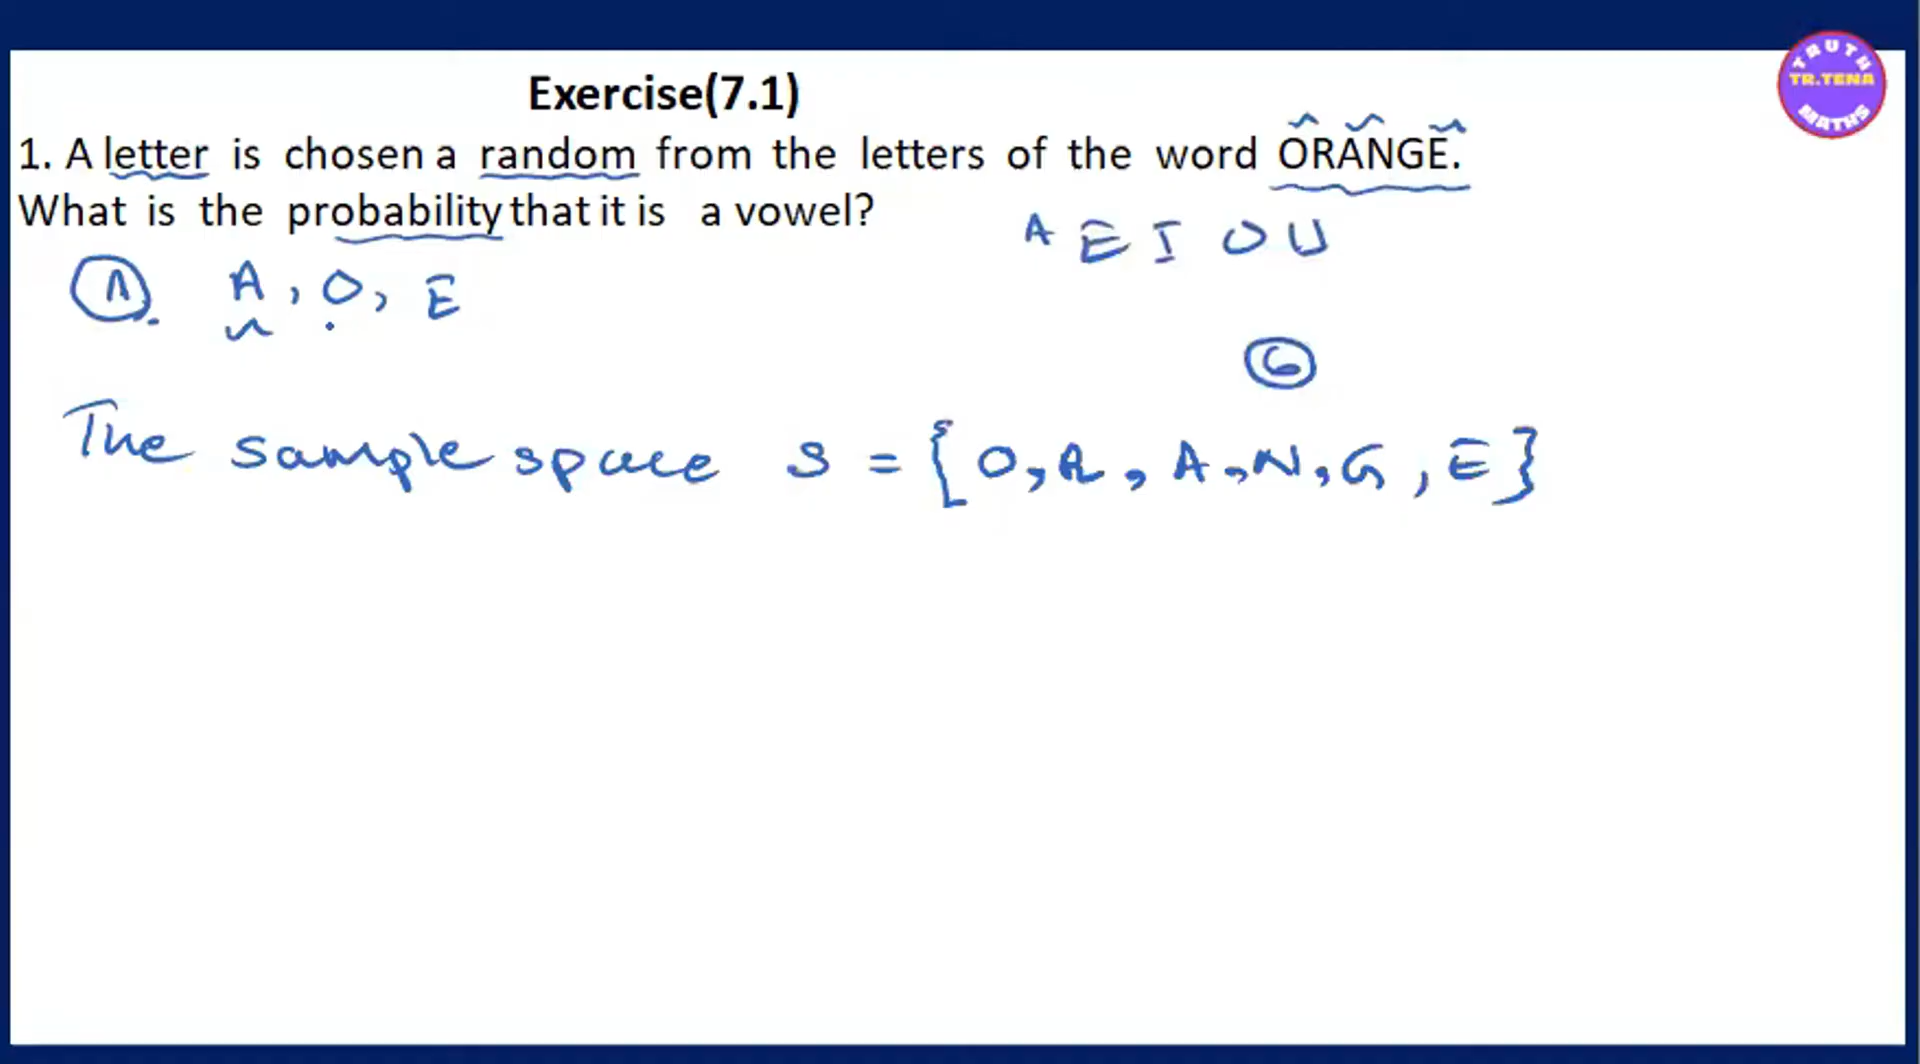 Exercise(7.1)
TRUTH
TR.TENA
MATHS
1. A letter is chosen a random from the letters of the word ORANGE.
What is the probability that it is a vowel?
A E I O U
A, O, E
6
The sample space S = {O, R, A, N, G, E}